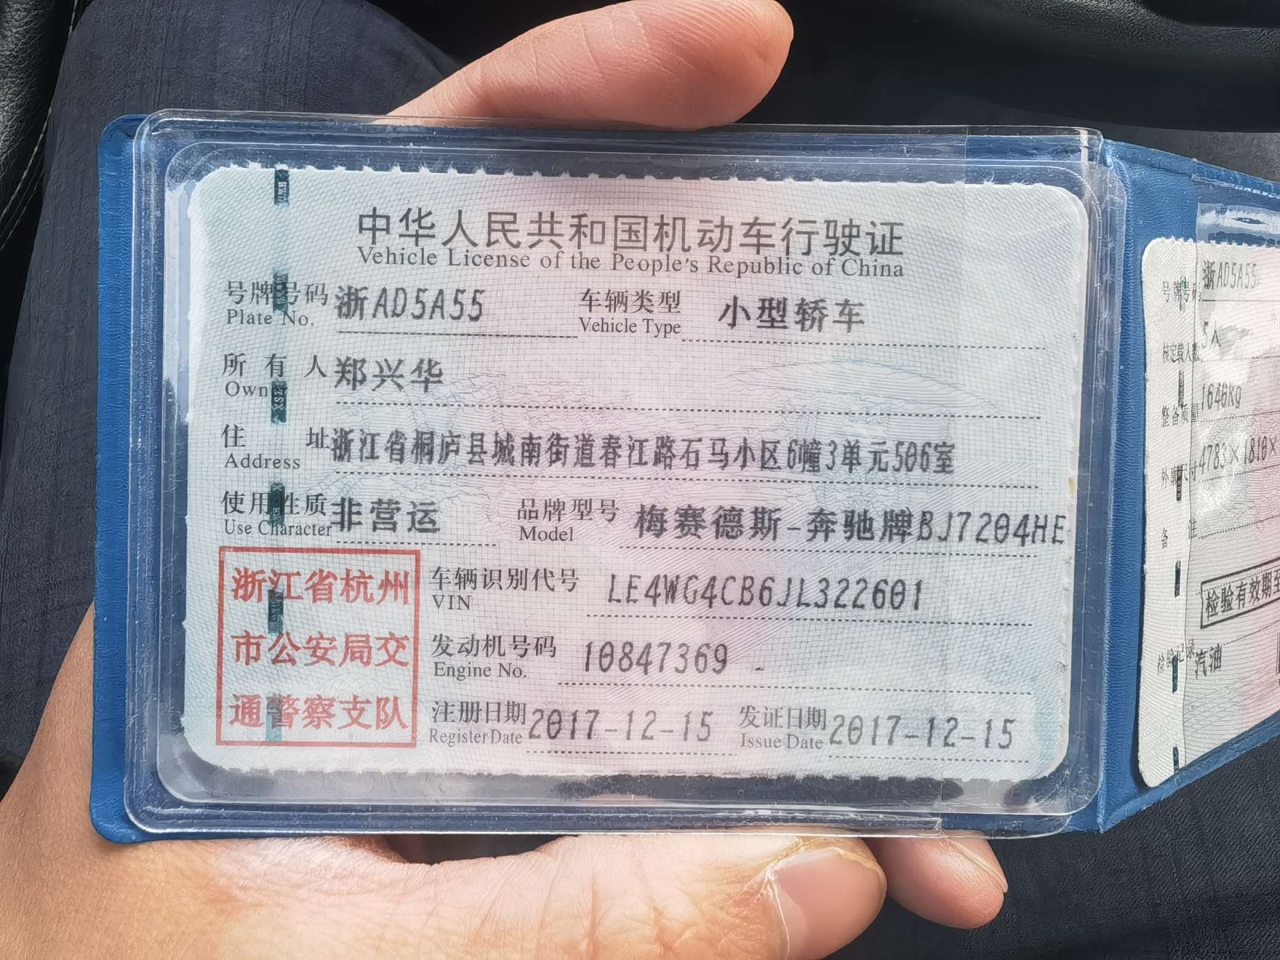 中华人民共和国机动车行驶证
Vehicle License of the People's Republic of China
号牌号码 浙AD5A55 车辆类型 小型轿车
Plate No. Vehicle Type
所有人 郑兴华
Owner
住址 浙江省桐庐县城南街道春江路石马小区6幢3单元506室
Address
使用性质 非营运 品牌型号 梅赛德斯-奔驰牌BJ7204HE
Use Character Model
浙江省杭州
市公安局交
通警察支队
车辆识别代号 LE4WG4CB6JL322601
VIN
发动机号码 10847369
Engine No.
注册日期 2017-12-15 发证日期 2017-12-15
Register Date Issue Date
号牌号码 浙AD5A55
5人
整备质量 1640kg
4783×1810×
备注
检验有效期至
汽油